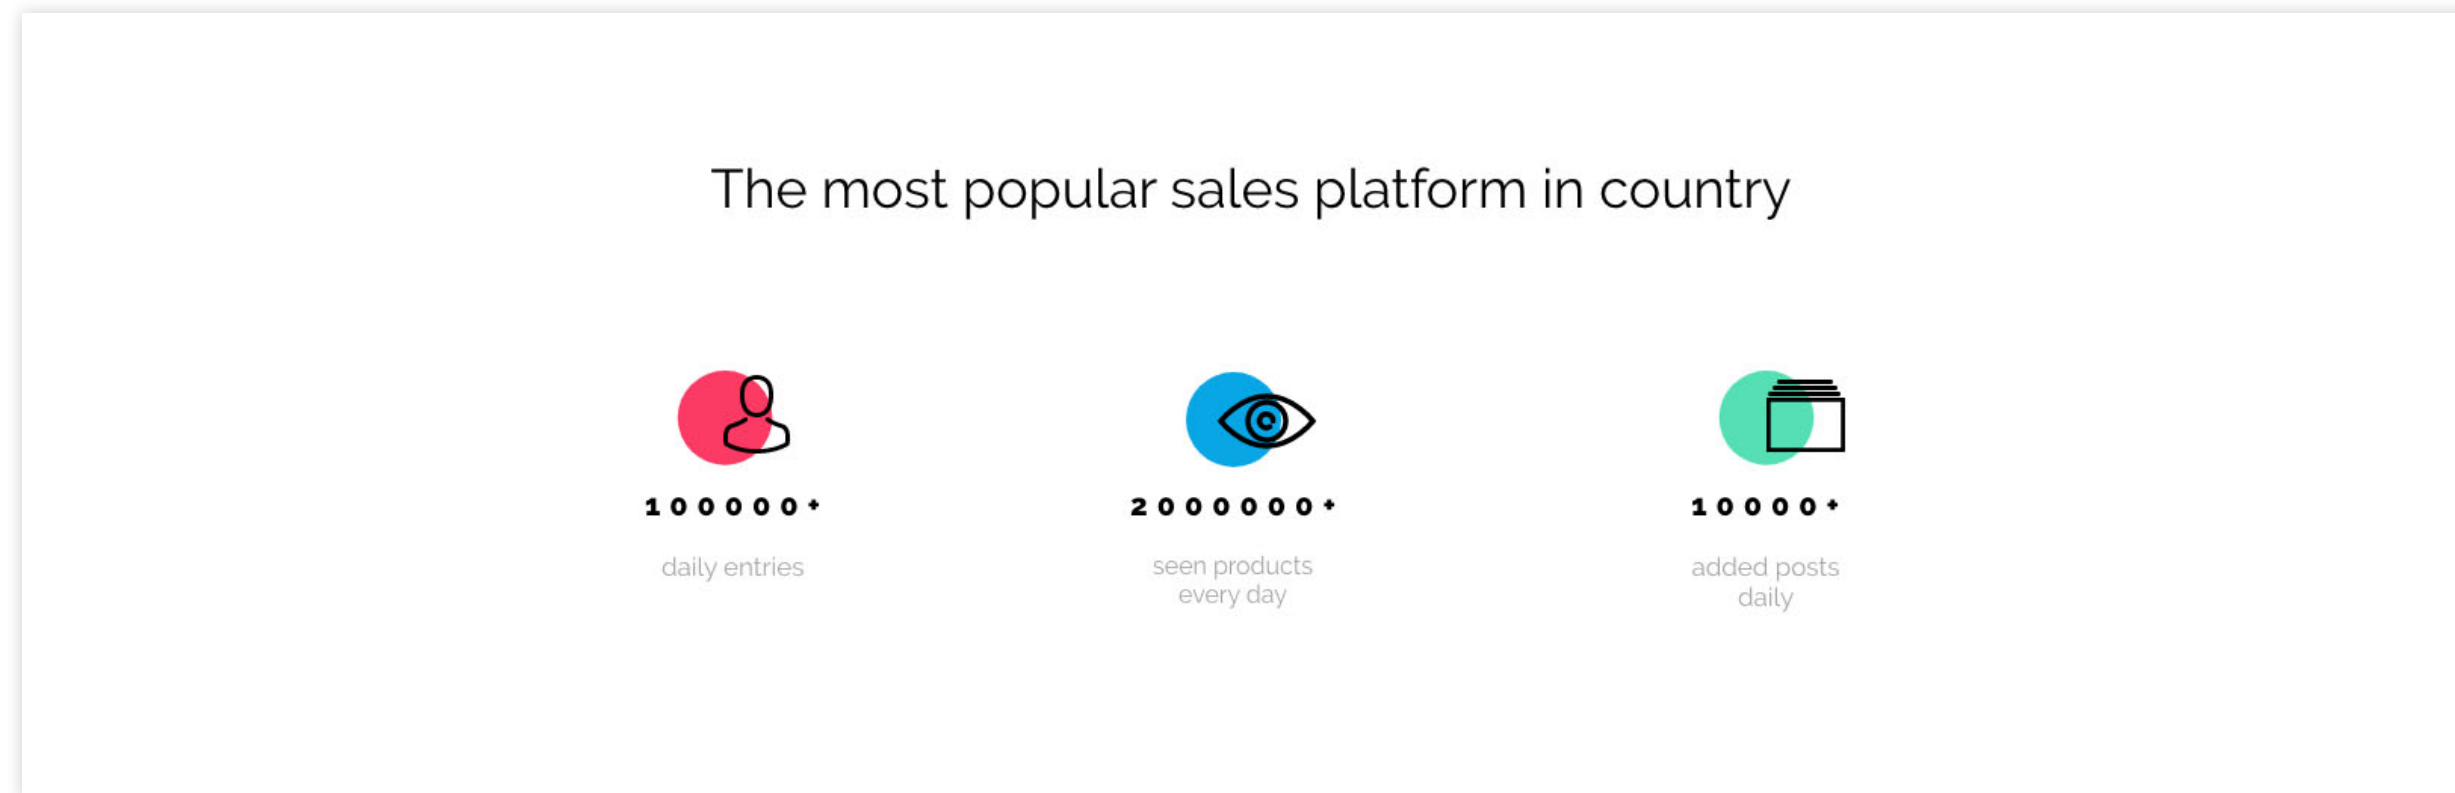 The most popular sales platform in country
100000+
daily entries
2000000+
seen products
every day
10000+
added posts
daily